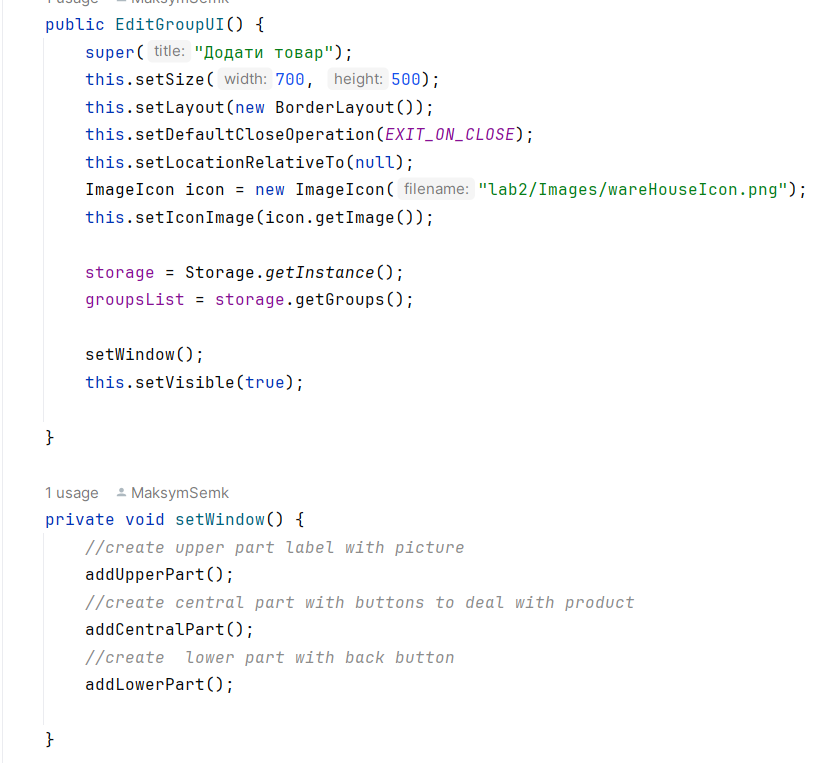 1 usage MaksymSemk
public EditGroupUI() {
super( title: "Додати товар");
this.setSize( width: 700, height: 500);
this.setLayout(new BorderLayout());
this.setDefaultCloseOperation(EXIT_ON_CLOSE);
this.setLocationRelativeTo(null);
ImageIcon icon = new ImageIcon( filename: "lab2/Images/wareHouseIcon.png");
this.setIconImage(icon.getImage());
storage = Storage.getInstance();
groupsList = storage.getGroups();
setWindow();
this.setVisible(true);
}
1 usage MaksymSemk
private void setWindow() {
//create upper part label with picture
addUpperPart();
//create central part with buttons to deal with product
addCentralPart();
//create  lower part with back button
addLowerPart();
}